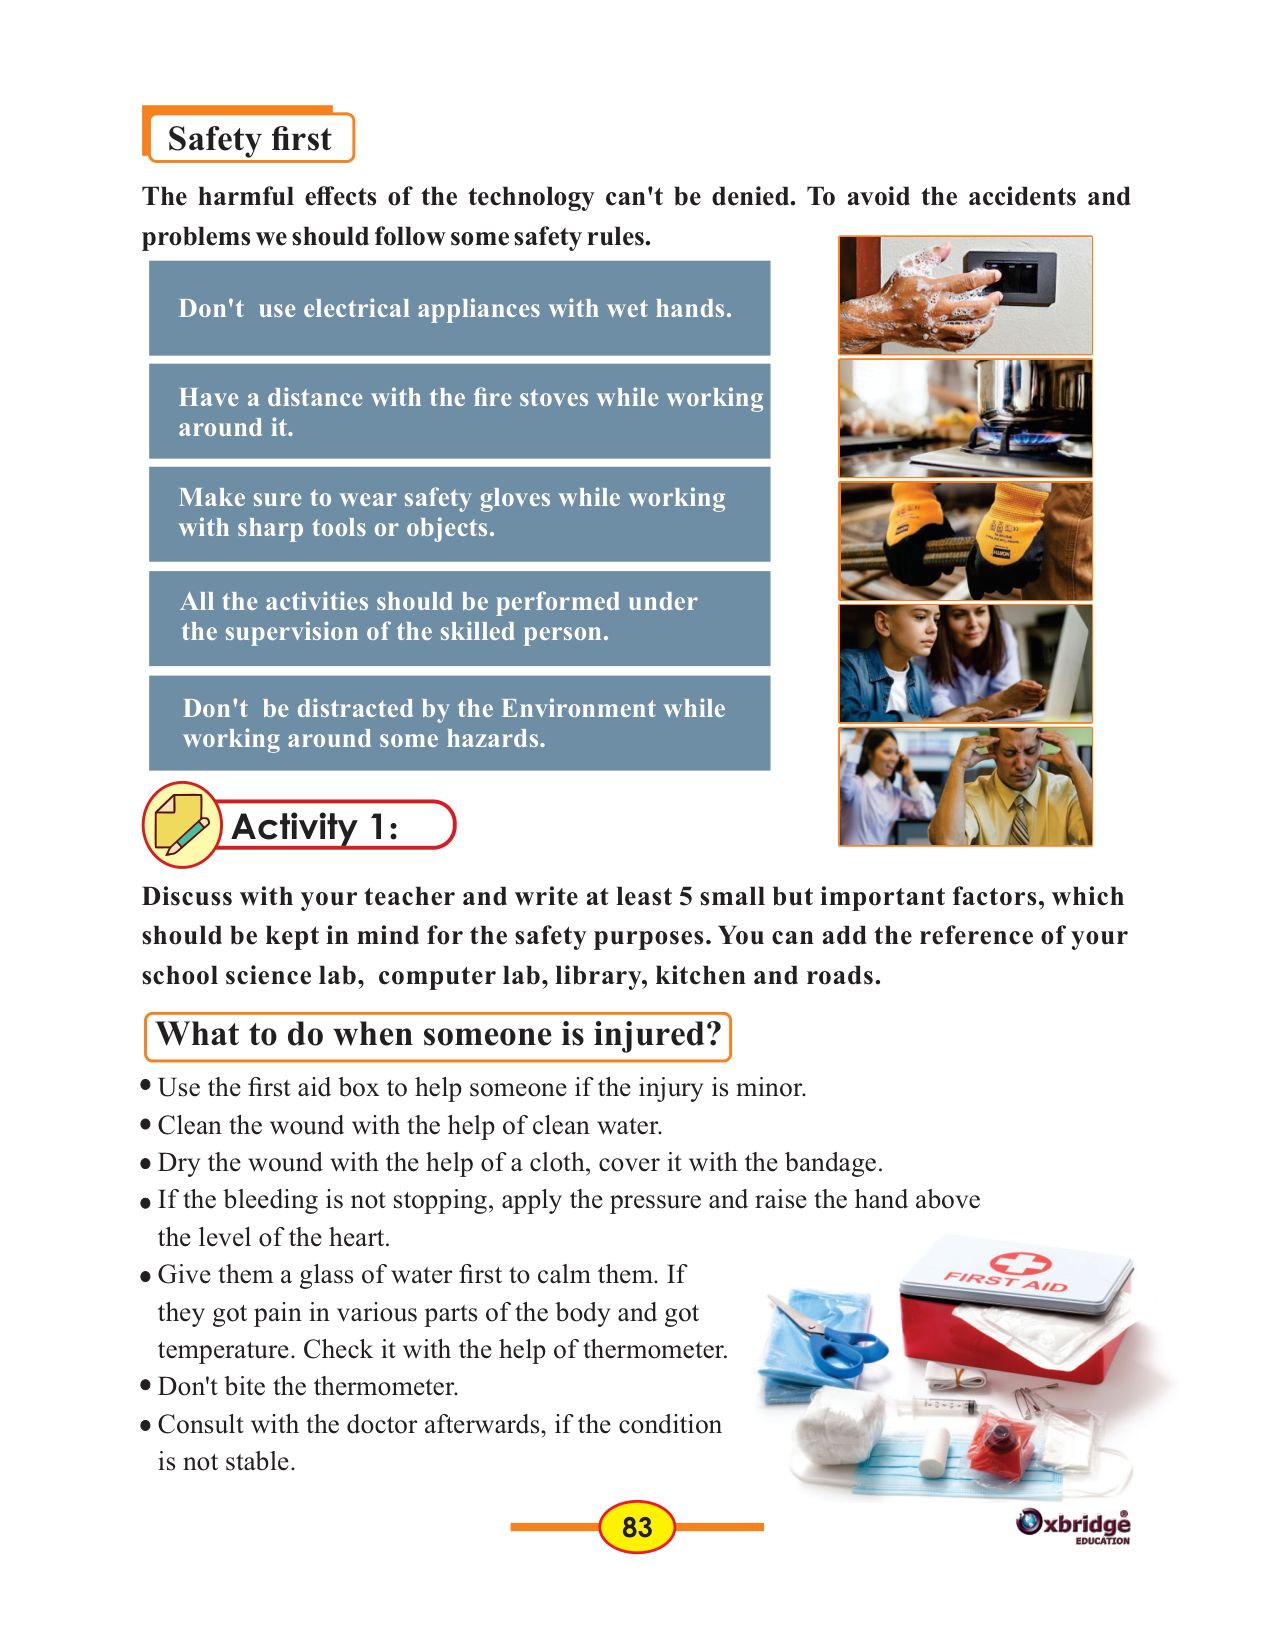 Safety first
The harmful effects of the technology can't be denied. To avoid the accidents and
problems we should follow some safety rules.
Don't use electrical appliances with wet hands.
Have a distance with the fire stoves while working
around it.
Make sure to wear safety gloves while working
with sharp tools or objects.
All the activities should be performed under
the supervision of the skilled person.
Don't be distracted by the Environment while
working around some hazards.
Activity 1:
Discuss with your teacher and write at least 5 small but important factors, which
should be kept in mind for the safety purposes. You can add the reference of your
school science lab, computer lab, library, kitchen and roads.
What to do when someone is injured?
• Use the first aid box to help someone if the injury is minor.
• Clean the wound with the help of clean water.
• Dry the wound with the help of a cloth, cover it with the bandage.
• If the bleeding is not stopping, apply the pressure and raise the hand above
the level of the heart.
• Give them a glass of water first to calm them. If
they got pain in various parts of the body and got
temperature. Check it with the help of thermometer.
• Don't bite the thermometer.
• Consult with the doctor afterwards, if the condition
is not stable.
FIRST AID
83
Oxbridge®
EDUCATION